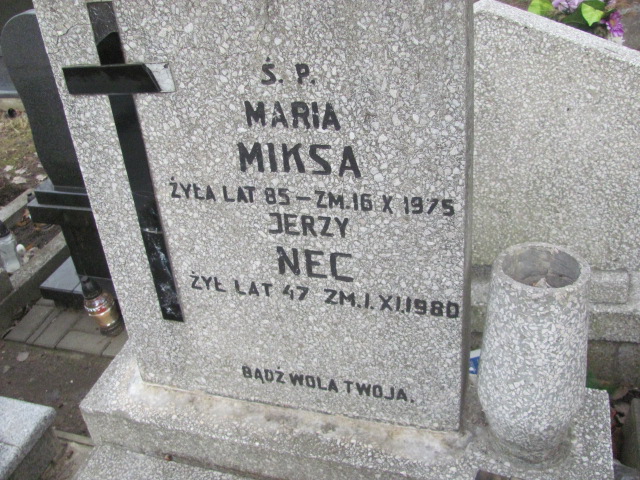 Ś. P.
MARIA
MIKSA
ŻYŁA LAT 85 – ZM. 16 X 1975
JERZY
NEC
ŻYŁ LAT 47 ZM. 1. XI. 1980
BĄDŹ WOLA TWOJA.